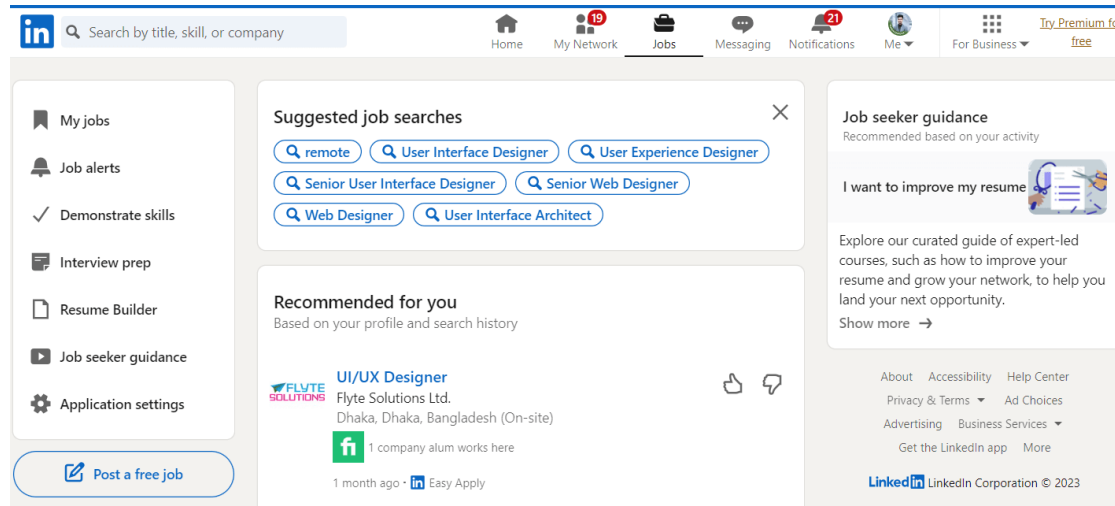 in
Search by title, skill, or company
Home
My Network
19
Jobs
Messaging
Notifications
21
Me
For Business
Try Premium fo
free
My jobs
Job alerts
Demonstrate skills
Interview prep
Resume Builder
Job seeker guidance
Application settings
Post a free job
Suggested job searches
remote
User Interface Designer
User Experience Designer
Senior User Interface Designer
Senior Web Designer
Web Designer
User Interface Architect
Recommended for you
Based on your profile and search history
FLYTE
SOLUTIONS
UI/UX Designer
Flyte Solutions Ltd.
Dhaka, Dhaka, Bangladesh (On-site)
fi
1 company alum works here
1 month ago · in Easy Apply
Job seeker guidance
Recommended based on your activity
I want to improve my resume
Explore our curated guide of expert-led
courses, such as how to improve your
resume and grow your network, to help you
land your next opportunity.
Show more →
About Accessibility Help Center
Privacy & Terms Ad Choices
Advertising Business Services
Get the LinkedIn app More
Linked in LinkedIn Corporation © 2023